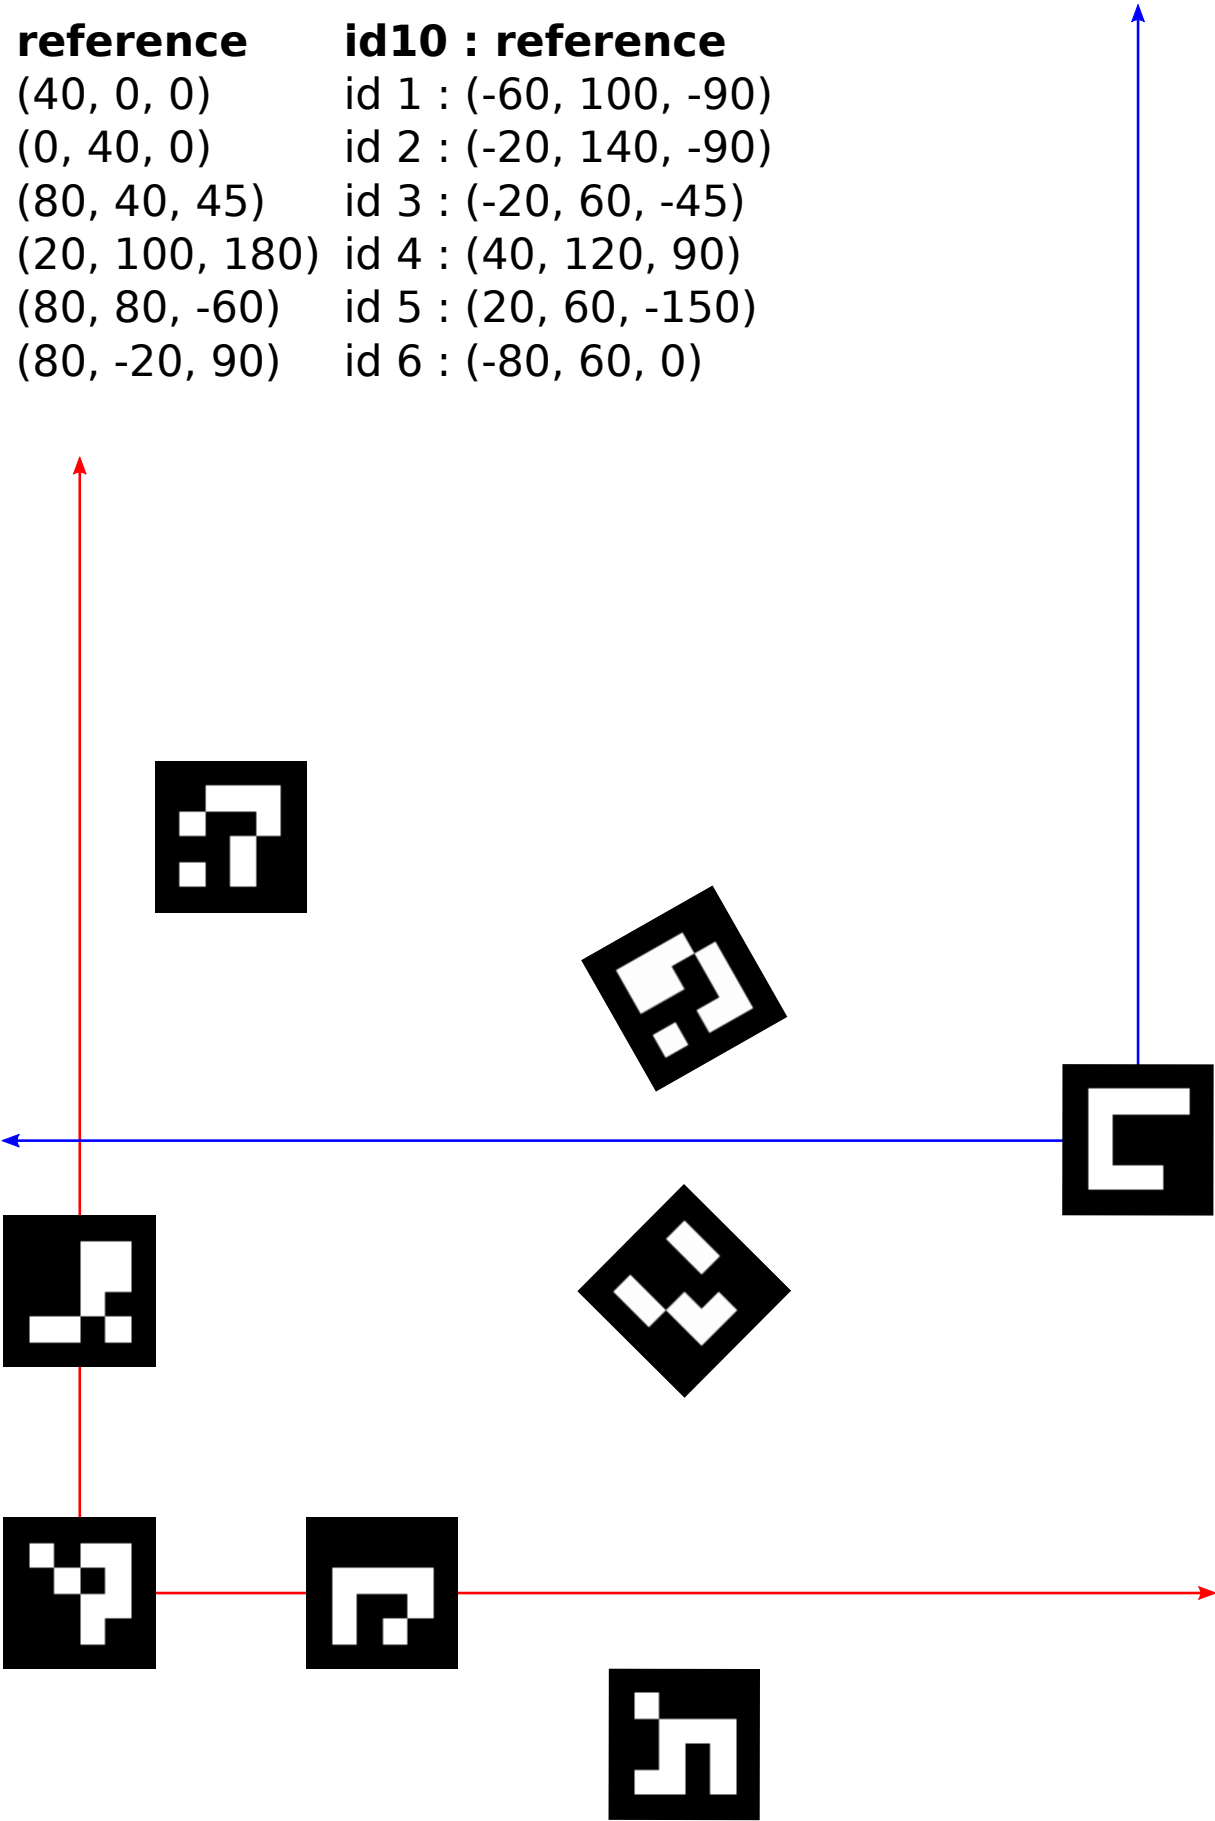 reference id10 : reference
(40, 0, 0) id 1 : (-60, 100, -90)
(0, 40, 0) id 2 : (-20, 140, -90)
(80, 40, 45) id 3 : (-20, 60, -45)
(20, 100, 180) id 4 : (40, 120, 90)
(80, 80, -60) id 5 : (20, 60, -150)
(80, -20, 90) id 6 : (-80, 60, 0)